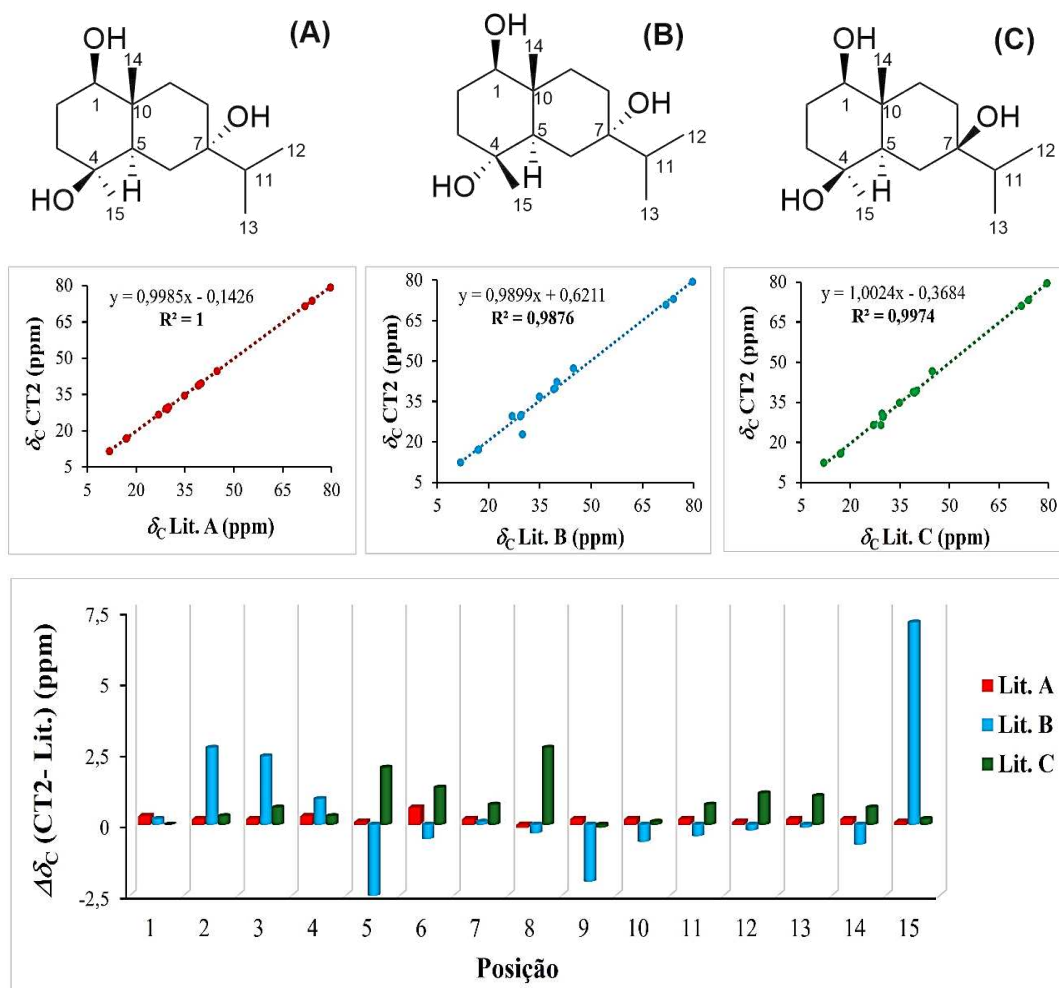 (A)
OH
14
1
10
OH
5
7
4
12
H
11
HO
15
13
(B)
OH
14
1
10
OH
5
7
4
12
H
11
HO
15
13
(C)
OH
14
1
10
OH
5
7
4
12
H
11
HO
15
13
δC CT2 (ppm)
80
65
50
35
20
5
y = 0,9985x - 0,1426
R² = 1
5 20 35 50 65 80
δC Lit. A (ppm)
δC CT2 (ppm)
80
65
50
35
20
5
y = 0,9899x + 0,6211
R² = 0,9876
5 20 35 50 65 80
δC Lit. B (ppm)
δC CT2 (ppm)
80
65
50
35
20
5
y = 1,0024x - 0,3684
R² = 0,9974
5 20 35 50 65 80
δC Lit. C (ppm)
ΔδC (CT2- Lit.) (ppm)
7,5
5
2,5
0
-2,5
1 2 3 4 5 6 7 8 9 10 11 12 13 14 15
Posição
Lit. A
Lit. B
Lit. C